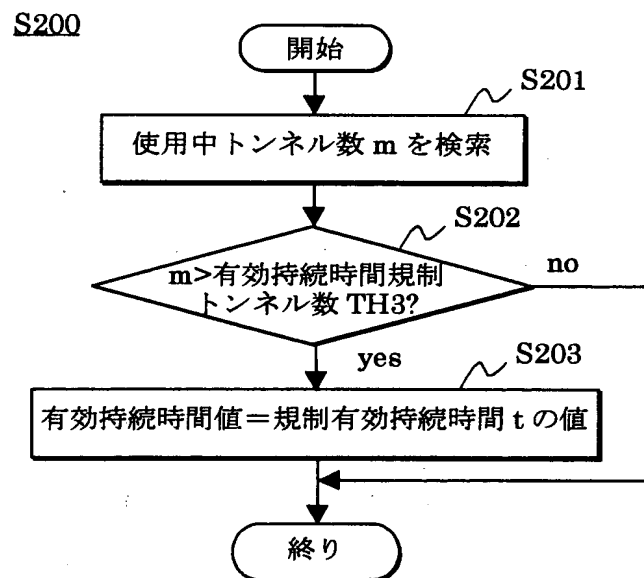 S200
開始
S201
使用中トンネル数 m を検索
S202
m>有効持続時間規制
トンネル数 TH3?
no
yes
S203
有効持続時間値＝規制有効持続時間 t の値
終り